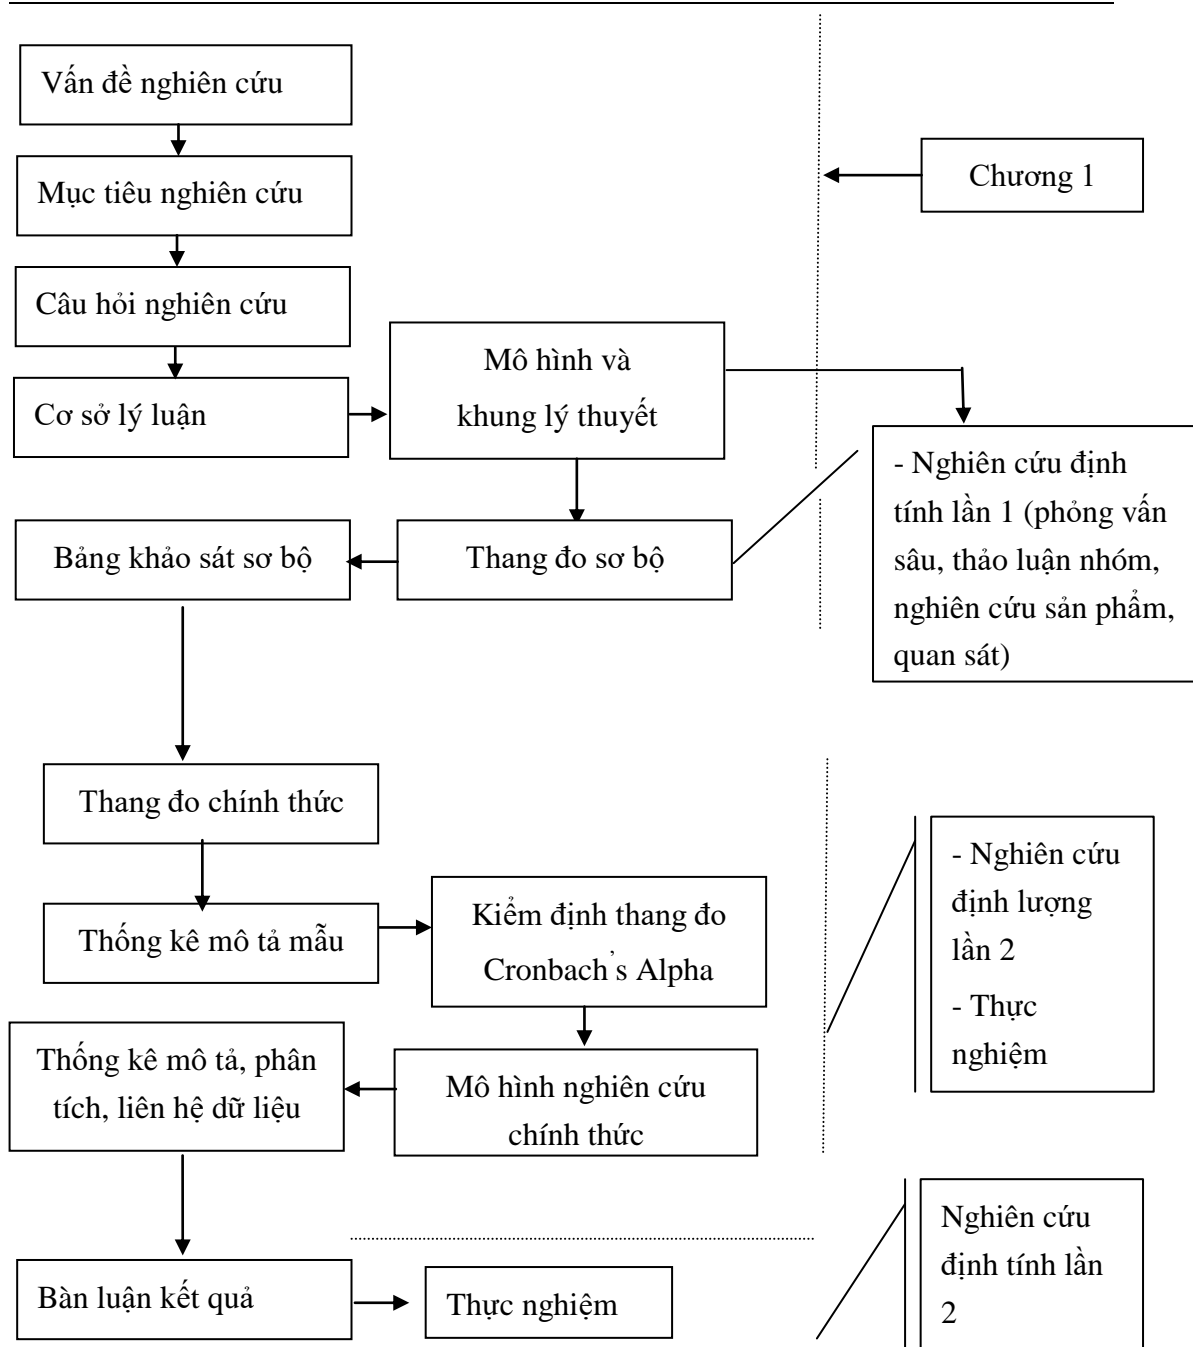 Vấn đề nghiên cứu
Mục tiêu nghiên cứu
Chương 1
Câu hỏi nghiên cứu
Mô hình và
khung lý thuyết
Cơ sở lý luận
- Nghiên cứu định
tính lần 1 (phỏng vấn
sâu, thảo luận nhóm,
nghiên cứu sản phẩm,
quan sát)
Thang đo sơ bộ
Bảng khảo sát sơ bộ
Thang đo chính thức
Thống kê mô tả mẫu
Kiểm định thang đo
Cronbach’s Alpha
- Nghiên cứu
định lượng
lần 2
- Thực
nghiệm
Mô hình nghiên cứu
chính thức
Thống kê mô tả, phân
tích, liên hệ dữ liệu
Bàn luận kết quả
Thực nghiệm
Nghiên cứu
định tính lần
2